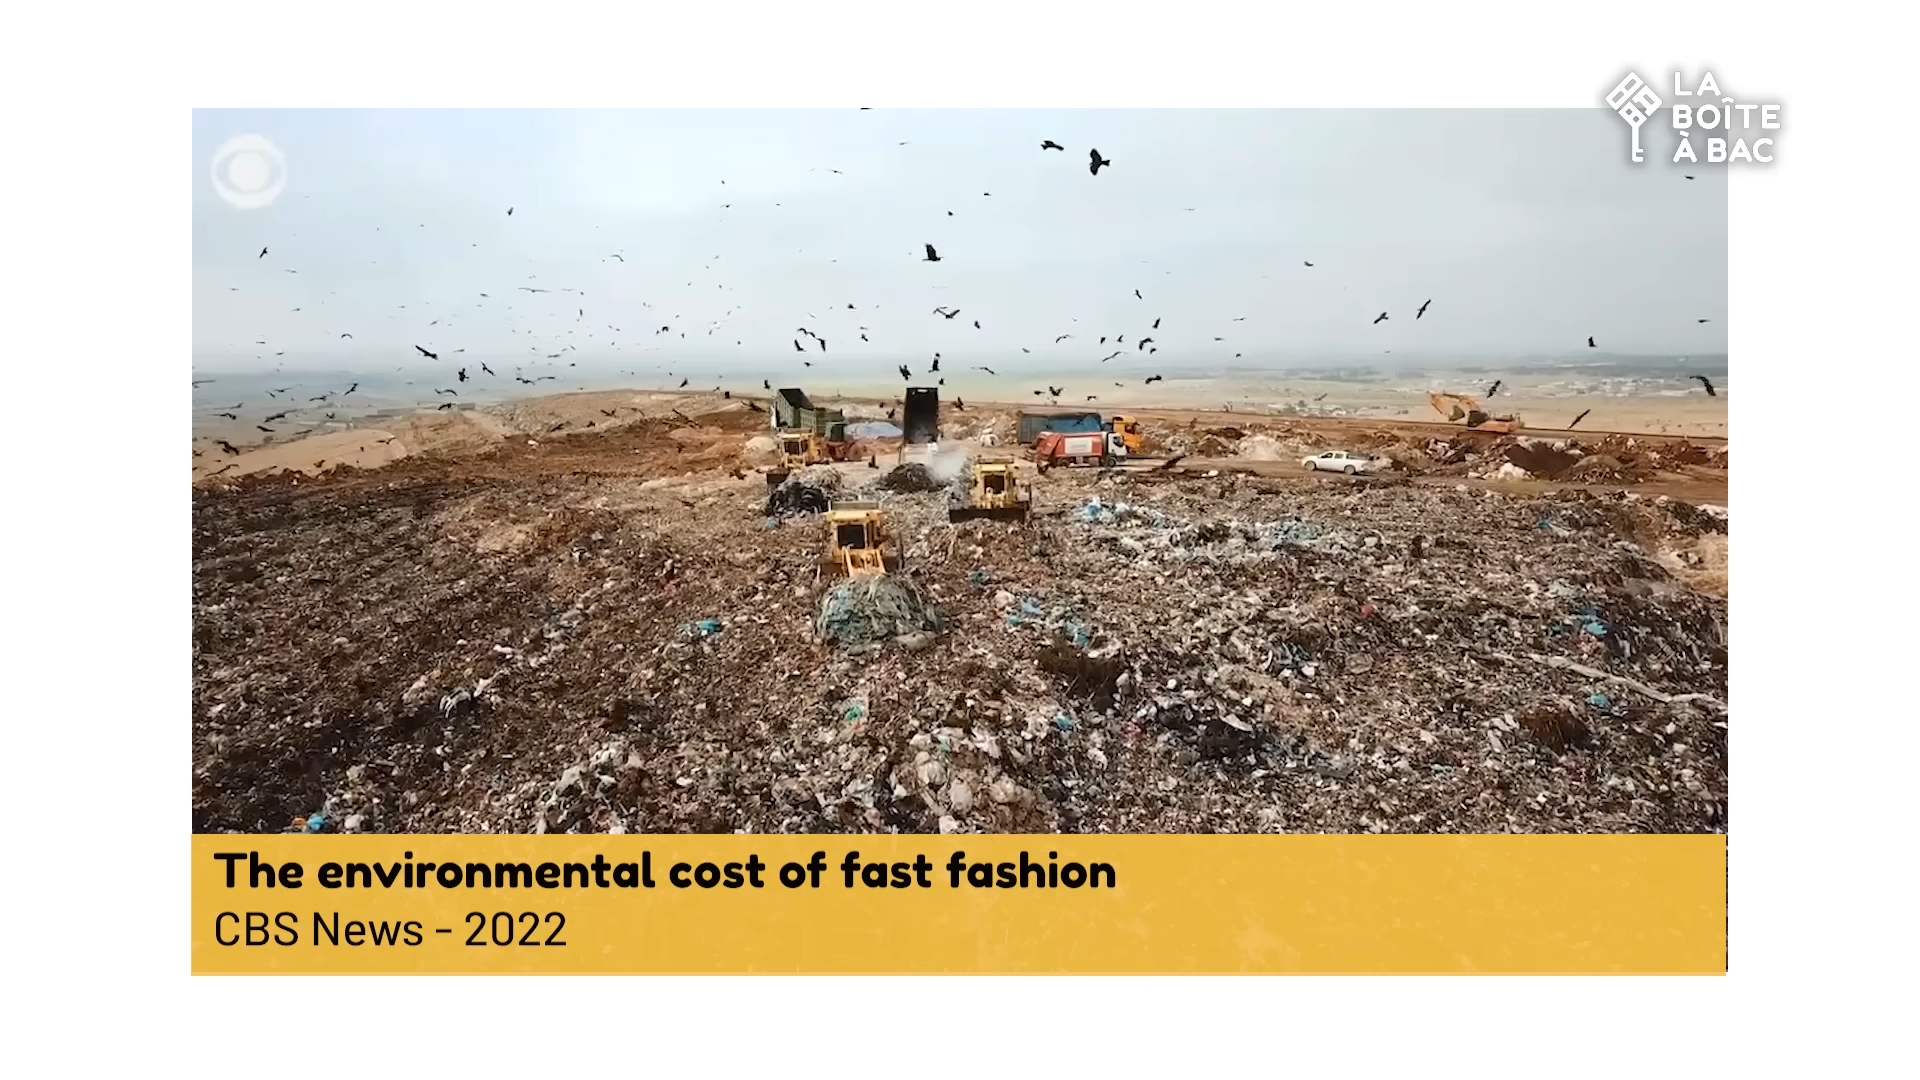 LA
BOÎTE
À BAC
The environmental cost of fast fashion
CBS News - 2022